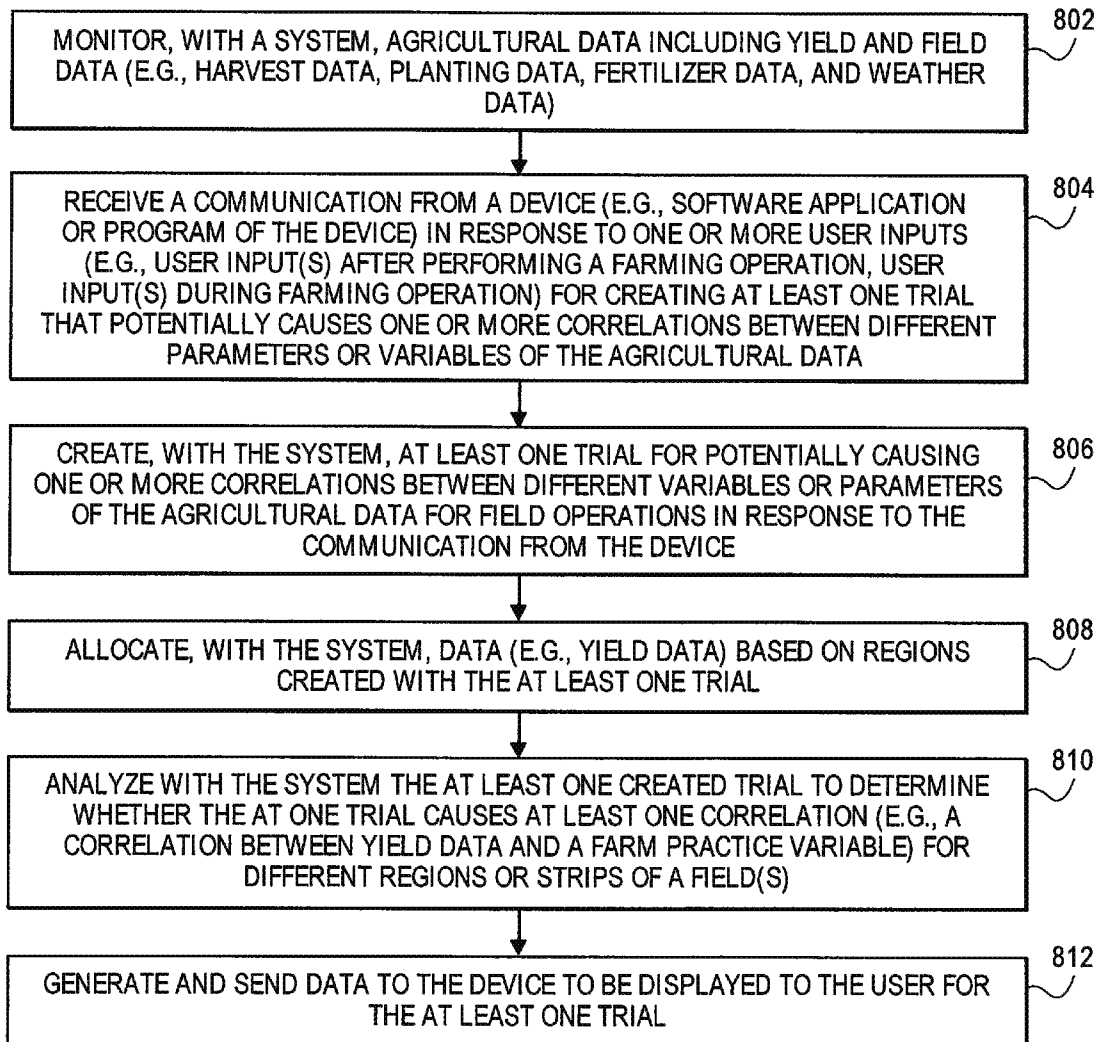 802
MONITOR, WITH A SYSTEM, AGRICULTURAL DATA INCLUDING YIELD AND FIELD
DATA (E.G., HARVEST DATA, PLANTING DATA, FERTILIZER DATA, AND WEATHER
DATA)
804
RECEIVE A COMMUNICATION FROM A DEVICE (E.G., SOFTWARE APPLICATION
OR PROGRAM OF THE DEVICE) IN RESPONSE TO ONE OR MORE USER INPUTS
(E.G., USER INPUT(S) AFTER PERFORMING A FARMING OPERATION, USER
INPUT(S) DURING FARMING OPERATION) FOR CREATING AT LEAST ONE TRIAL
THAT POTENTIALLY CAUSES ONE OR MORE CORRELATIONS BETWEEN DIFFERENT
PARAMETERS OR VARIABLES OF THE AGRICULTURAL DATA
806
CREATE, WITH THE SYSTEM, AT LEAST ONE TRIAL FOR POTENTIALLY CAUSING
ONE OR MORE CORRELATIONS BETWEEN DIFFERENT VARIABLES OR PARAMETERS
OF THE AGRICULTURAL DATA FOR FIELD OPERATIONS IN RESPONSE TO THE
COMMUNICATION FROM THE DEVICE
808
ALLOCATE, WITH THE SYSTEM, DATA (E.G., YIELD DATA) BASED ON REGIONS
CREATED WITH THE AT LEAST ONE TRIAL
810
ANALYZE WITH THE SYSTEM THE AT LEAST ONE CREATED TRIAL TO DETERMINE
WHETHER THE AT ONE TRIAL CAUSES AT LEAST ONE CORRELATION (E.G., A
CORRELATION BETWEEN YIELD DATA AND A FARM PRACTICE VARIABLE) FOR
DIFFERENT REGIONS OR STRIPS OF A FIELD(S)
812
GENERATE AND SEND DATA TO THE DEVICE TO BE DISPLAYED TO THE USER FOR
THE AT LEAST ONE TRIAL